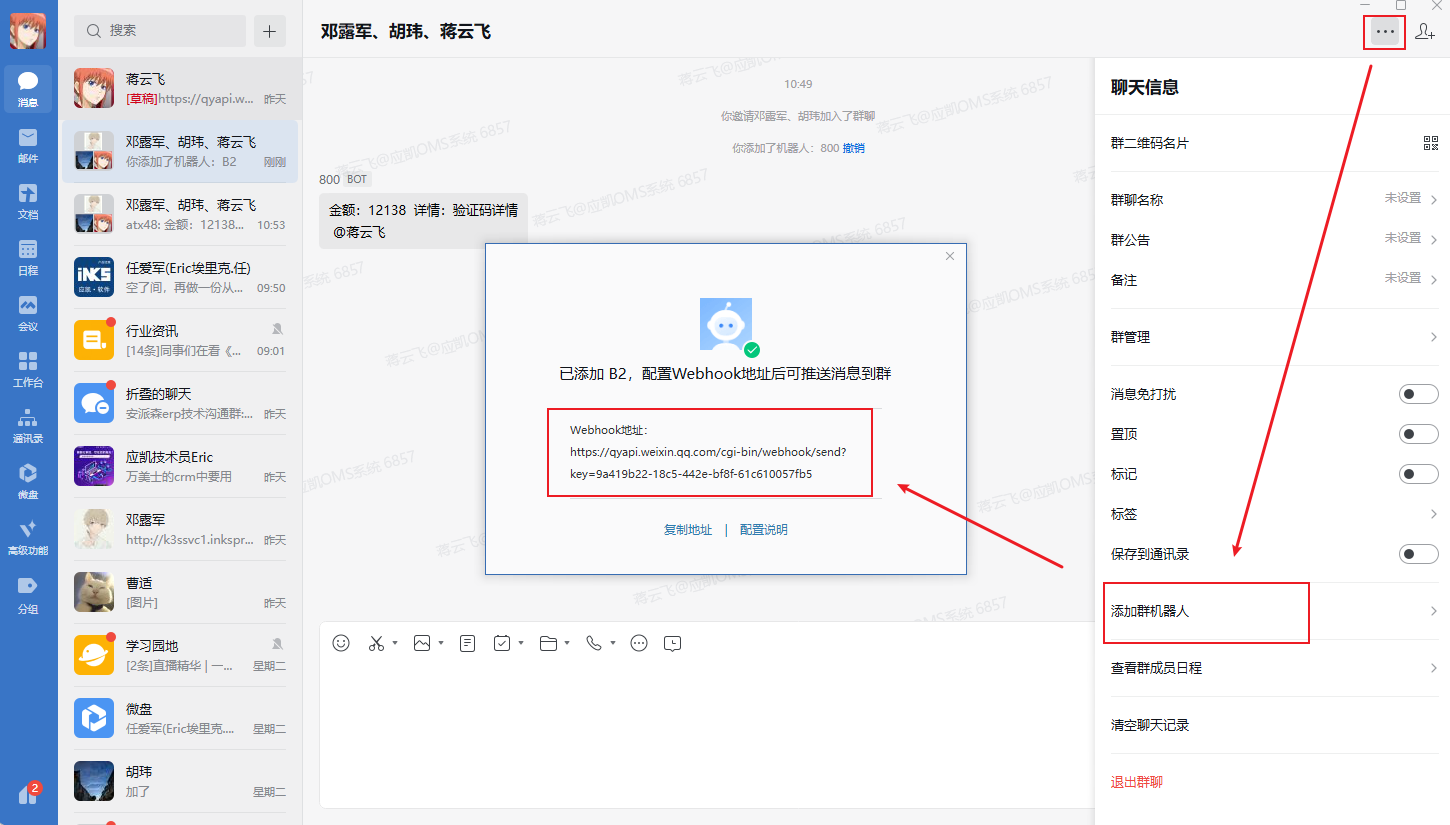 搜索
消息
邮件
文档
日程
会议
工作台
通讯录
微盘
高级功能
分组
2
蒋云飞
[草稿]https://qyapi.w...
昨天
邓露军、胡玮、蒋云飞
你添加了机器人：B2
刚刚
邓露军、胡玮、蒋云飞
atx48: 金额：12138...
10:53
任爱军(Eric埃里克.任)
空了间，再做一份从...
09:50
iNKS
应凯·软件
行业资讯
[14条]同事们在看《...
09:01
折叠的聊天
安派森erp技术沟通群:...
昨天
应凯技术员Eric
万美士的crm中要用
昨天
邓露军
http://k3ssvc1.inkspr...
昨天
曹适
[图片]
昨天
学习园地
[2条]直播精华 | 一...
星期二
微盘
任爱军(Eric埃里克....
星期二
胡玮
加了
星期二
邓露军、胡玮、蒋云飞
10:49
你邀请邓露军、胡玮加入了群聊
你添加了机器人：800 撤销
800 BOT
金额：12138 详情：验证码详情
@蒋云飞
蒋云飞@应凯OMS系统 6857
已添加 B2，配置Webhook地址后可推送消息到群
Webhook地址：
https://qyapi.weixin.qq.com/cgi-bin/webhook/send?
key=9a419b22-18c5-442e-bf8f-61c610057fb5
复制地址 | 配置说明
聊天信息
群二维码名片
群聊名称 未设置
群公告 未设置
备注 未设置
群管理
消息免打扰
置顶
标记
标签
保存到通讯录
添加群机器人
查看群成员日程
清空聊天记录
退出群聊